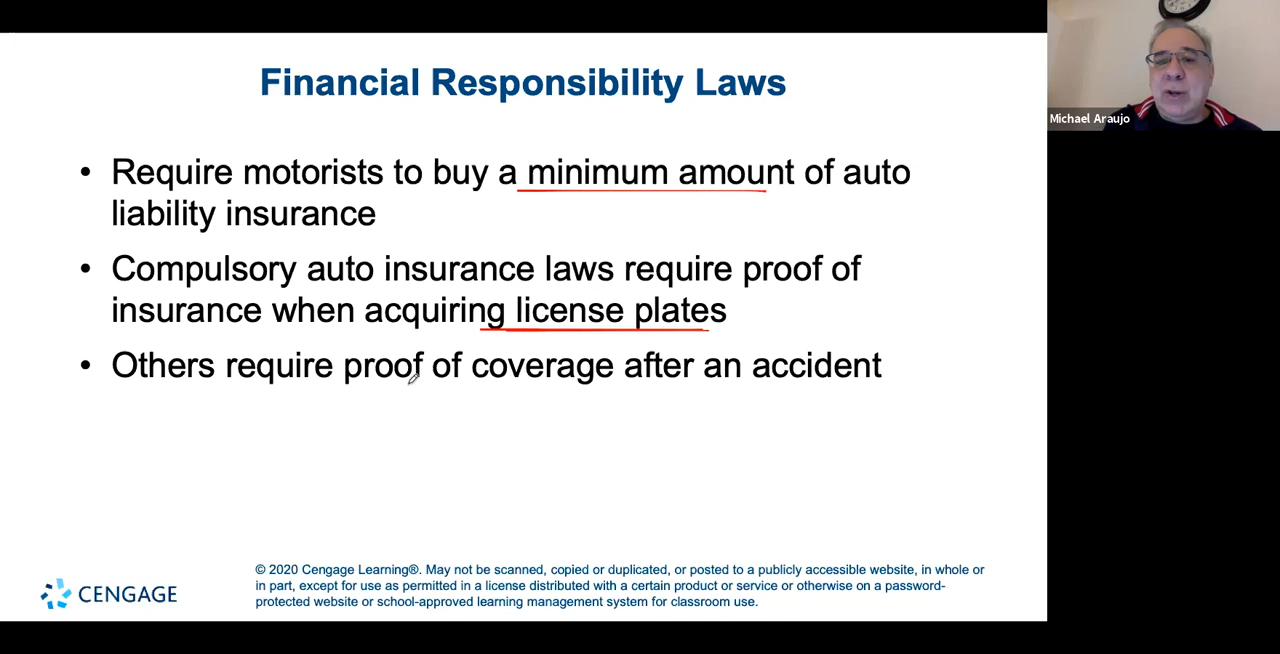 Financial Responsibility Laws
• Require motorists to buy a minimum amount of auto
liability insurance
• Compulsory auto insurance laws require proof of
insurance when acquiring license plates
• Others require proof of coverage after an accident
CENGAGE
© 2020 Cengage Learning®. May not be scanned, copied or duplicated, or posted to a publicly accessible website, in whole or
in part, except for use as permitted in a license distributed with a certain product or service or otherwise on a password-
protected website or school-approved learning management system for classroom use.
Michael Araujo